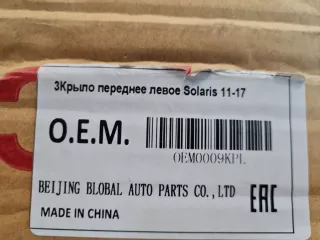 3Крыло переднее левое Solaris 11-17
O.E.M.
OEM0009KPL
BEIJING BLOBAL AUTO PARTS CO.,LTD
EAC
MADE IN CHINA